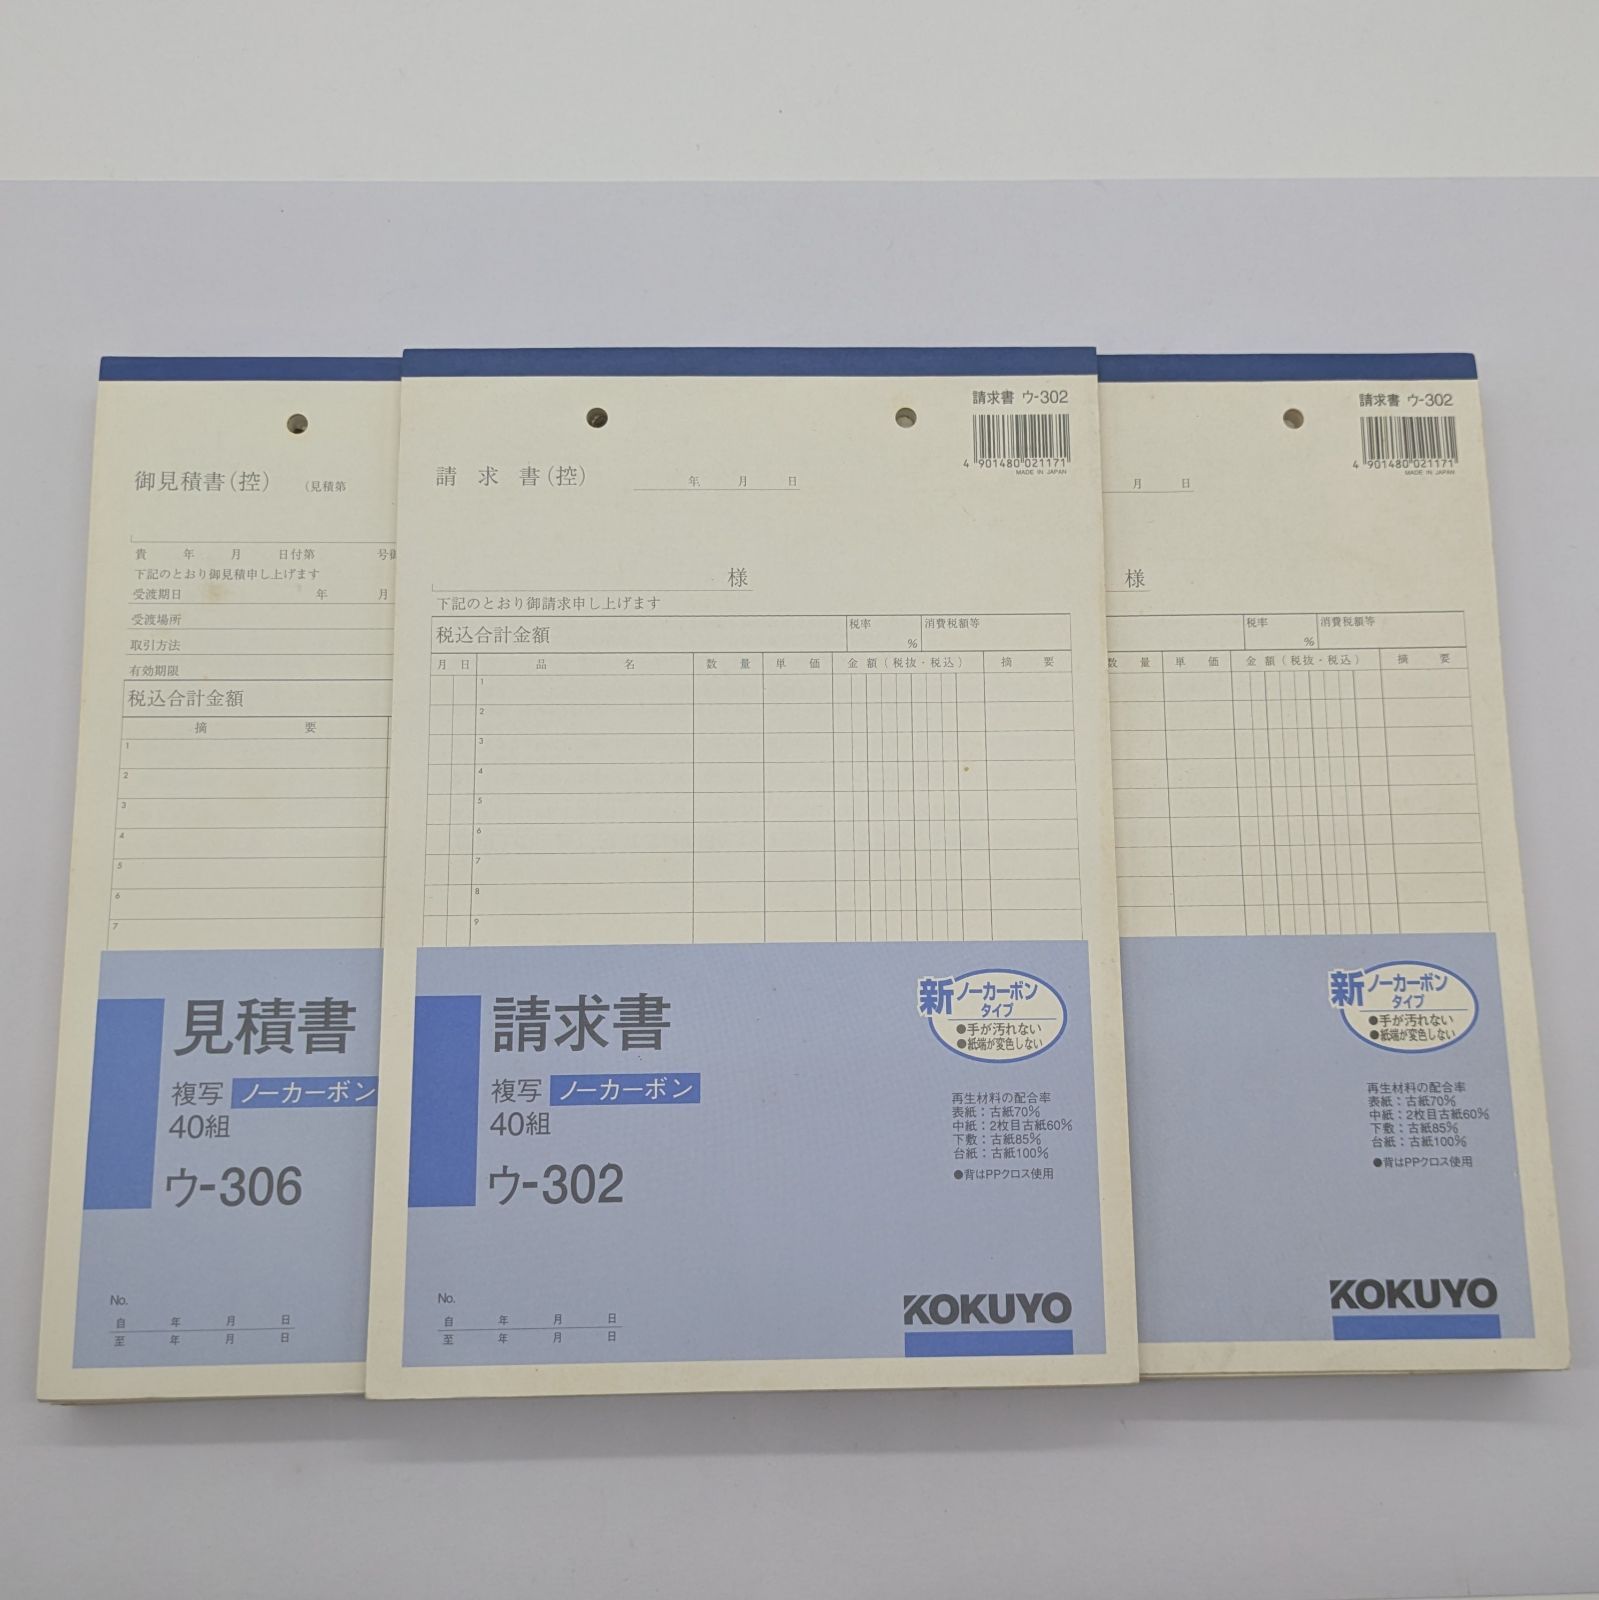 御見積書(控) (見積第
貴 年 月 日付第 号御
下記のとおり御見積申し上げます
受渡期日 年 月
受渡場所
取引方法
有効期限
税込合計金額
摘 要
1
2
3
4
5
6
7
見積書
複写 ノーカーボン
40組
ウ-306
No.
自 年 月 日
至 年 月 日
請求書 ウ-302
4 901480 021171
MADE IN JAPAN
請 求 書(控) 年 月 日
様
下記のとおり御請求申し上げます
税込合計金額 税率 % 消費税額等
月 日 品 名 数 量 単 価 金 額(税抜・税込) 摘 要
1
2
3
4
5
6
7
8
9
請求書
複写 ノーカーボン
40組
ウ-302
新ノーカーボン
タイプ
●手が汚れない
●紙端が変色しない
再生材料の配合率
表紙:古紙70%
中紙:2枚目古紙60%
下敷:古紙85%
台紙:古紙100%
●背はPPクロス使用
No.
自 年 月 日
至 年 月 日
KOKUYO
請求書 ウ-302
4 901480 021171
MADE IN JAPAN
月 日
様
税率 % 消費税額等
数 量 単 価 金 額(税抜・税込) 摘 要
新ノーカーボン
タイプ
●手が汚れない
●紙端が変色しない
再生材料の配合率
表紙:古紙70%
中紙:2枚目古紙60%
下敷:古紙85%
台紙:古紙100%
●背はPPクロス使用
KOKUYO